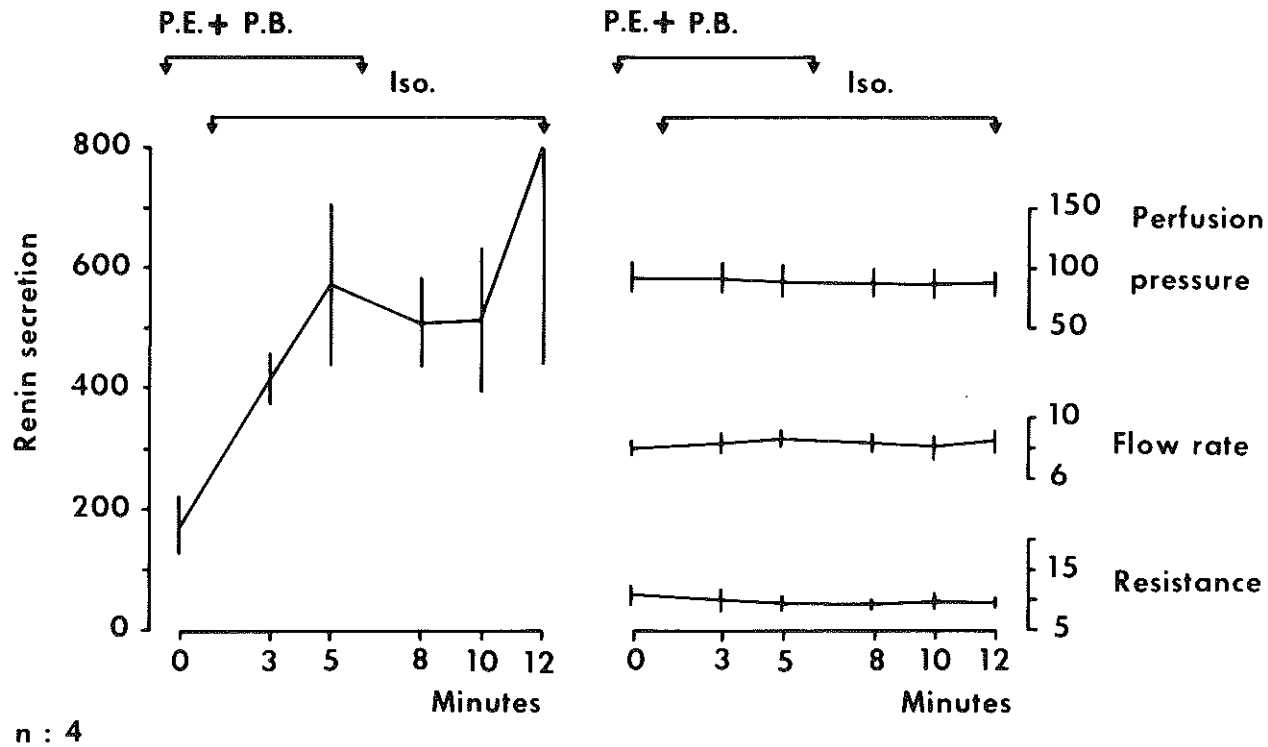 P.E. + P.B.
Iso.
800
600
400
200
0
Renin secretion
0 3 5 8 10 12
Minutes
n : 4
P.E. + P.B.
Iso.
150
100
50
Perfusion
pressure
10
6
Flow rate
15
5
Resistance
0 3 5 8 10 12
Minutes